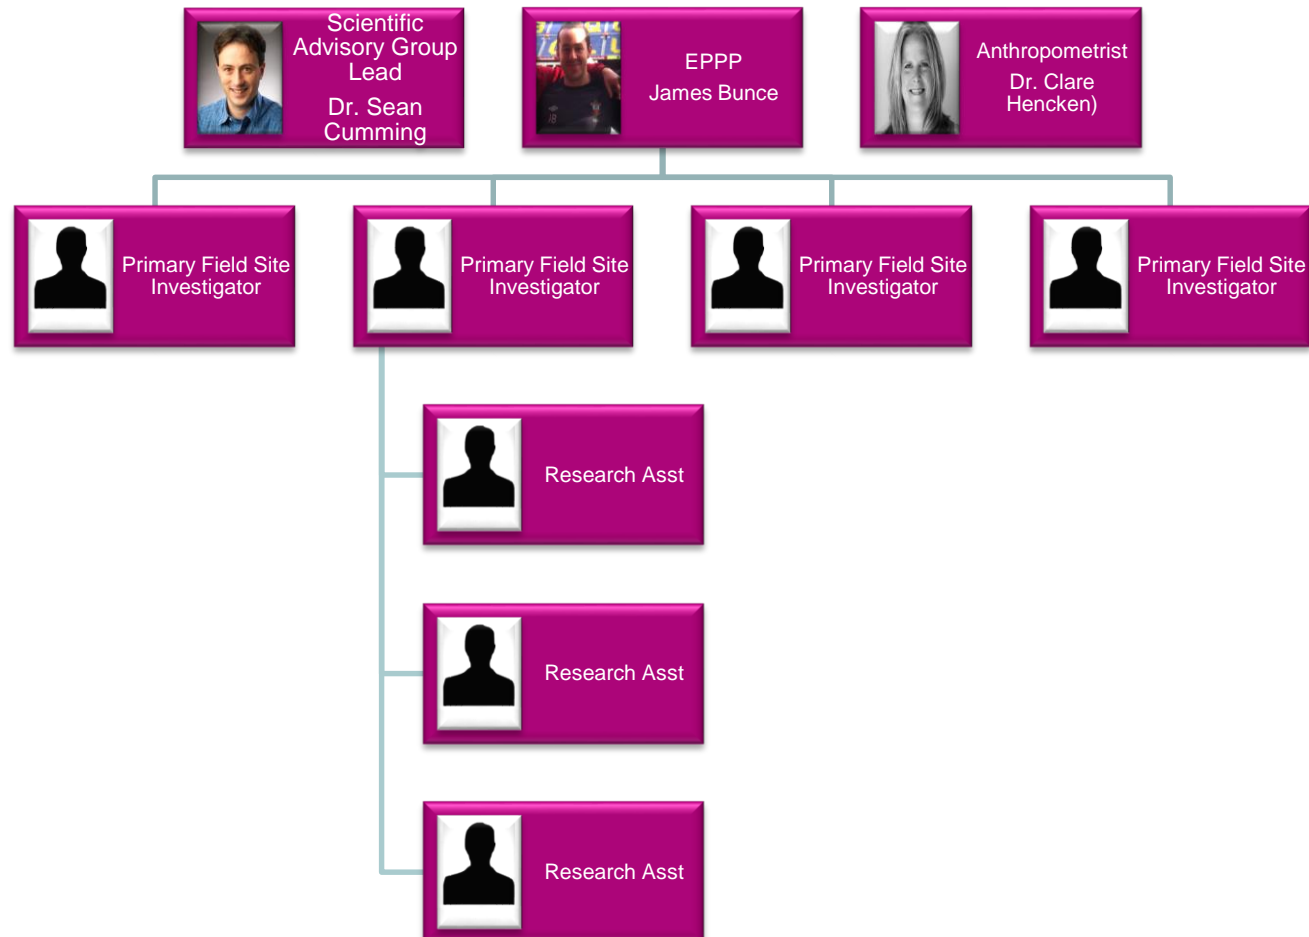 Scientific
Advisory Group
Lead
Dr. Sean
Cumming
EPPP
James Bunce
Anthropometrist
Dr. Clare
Hencken)
Primary Field Site
Investigator
Primary Field Site
Investigator
Primary Field Site
Investigator
Primary Field Site
Investigator
Research Asst
Research Asst
Research Asst